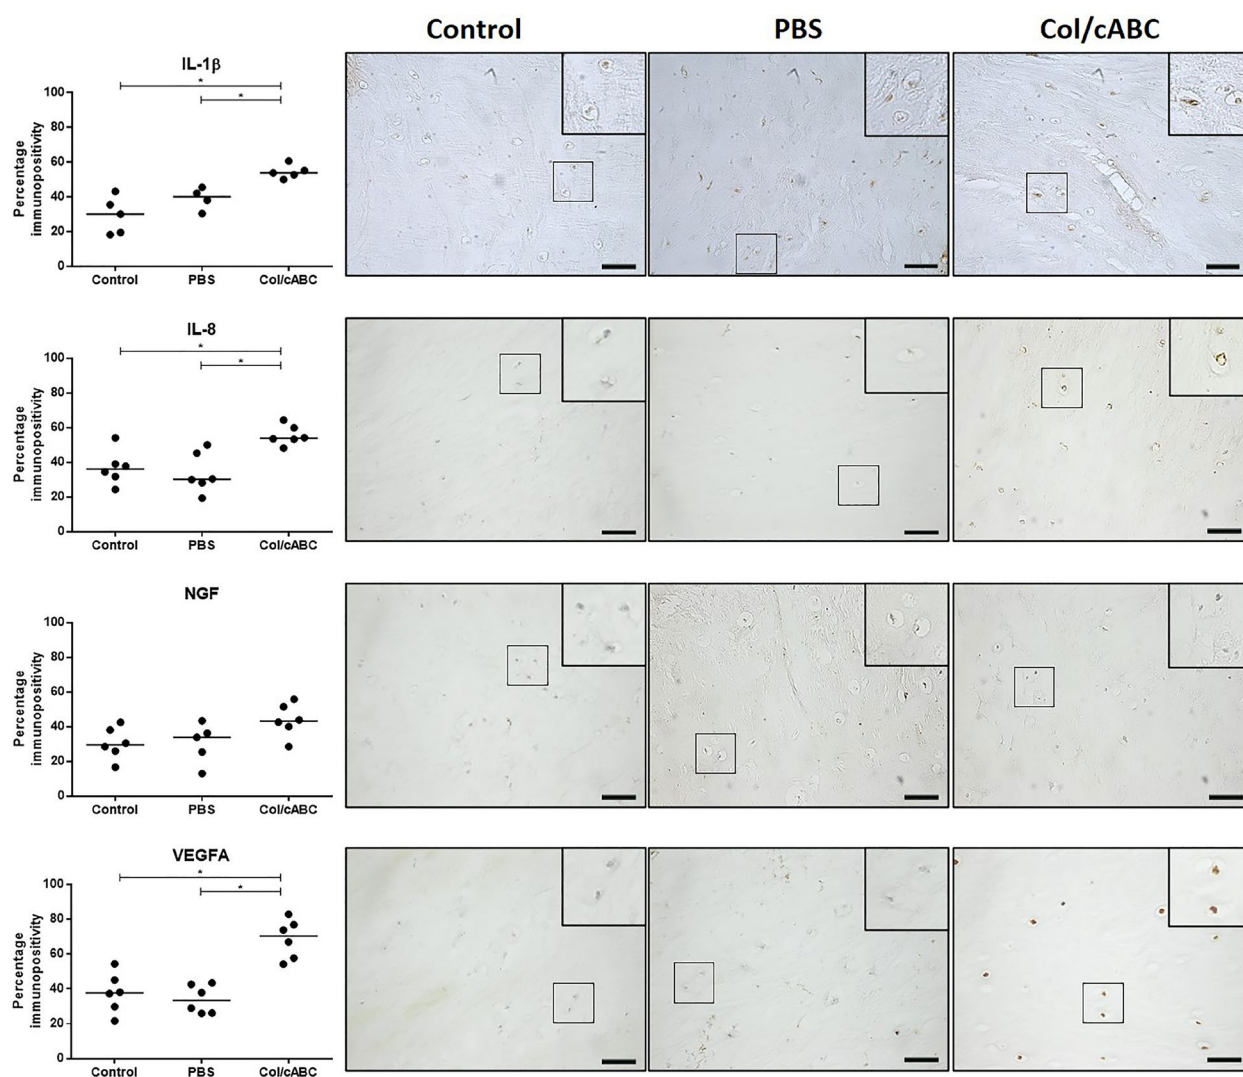 Control PBS Col/cABC
IL-1β
*
*
Percentage
immunopositivity
100
80
60
40
20
0
Control PBS Col/cABC
IL-8
*
*
Percentage
immunopositivity
100
80
60
40
20
0
Control PBS Col/cABC
NGF
Percentage
immunopositivity
100
80
60
40
20
0
Control PBS Col/cABC
VEGFA
*
*
Percentage
immunopositivity
100
80
60
40
20
0
Control PBS Col/cABC